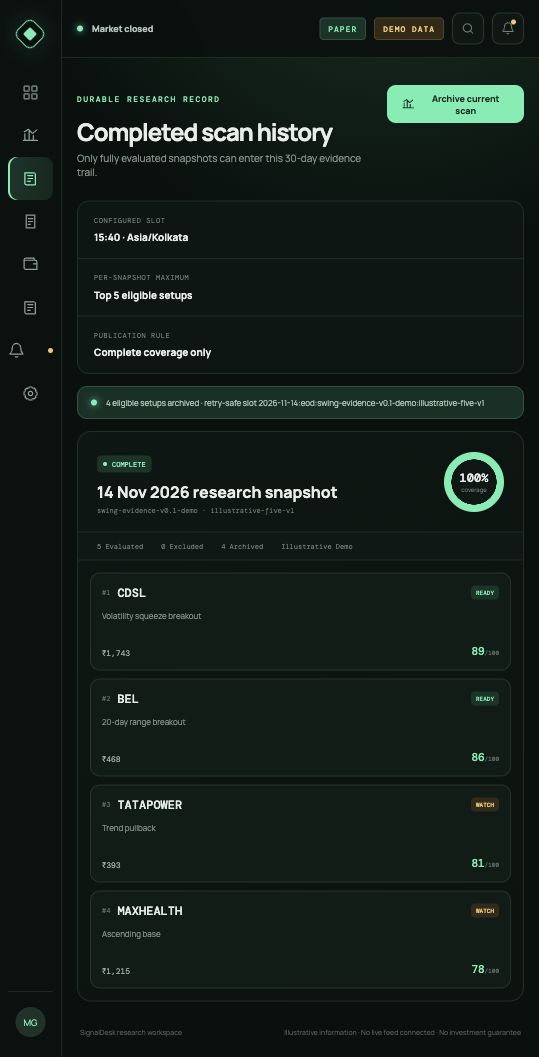 Market closed
PAPER
DEMO DATA
DURABLE RESEARCH RECORD
Archive current
scan
Completed scan history
Only fully evaluated snapshots can enter this 30-day evidence
trail.
CONFIGURED SLOT
15:40 · Asia/Kolkata
PER-SNAPSHOT MAXIMUM
Top 5 eligible setups
PUBLICATION RULE
Complete coverage only
4 eligible setups archived · retry-safe slot 2026-11-14:eod:swing-evidence-v0.1-demo:illustrative-five-v1
COMPLETE
14 Nov 2026 research snapshot
swing-evidence-v0.1-demo · illustrative-five-v1
100%
coverage
5 Evaluated 0 Excluded 4 Archived Illustrative Demo
#1 CDSL READY
Volatility squeeze breakout
₹1,743 89/100
#2 BEL READY
20-day range breakout
₹468 86/100
#3 TATAPOWER WATCH
Trend pullback
₹393 81/100
#4 MAXHEALTH WATCH
Ascending base
₹1,215 78/100
MG
SignalDesk research workspace
Illustrative information · No live feed connected · No investment guarantee